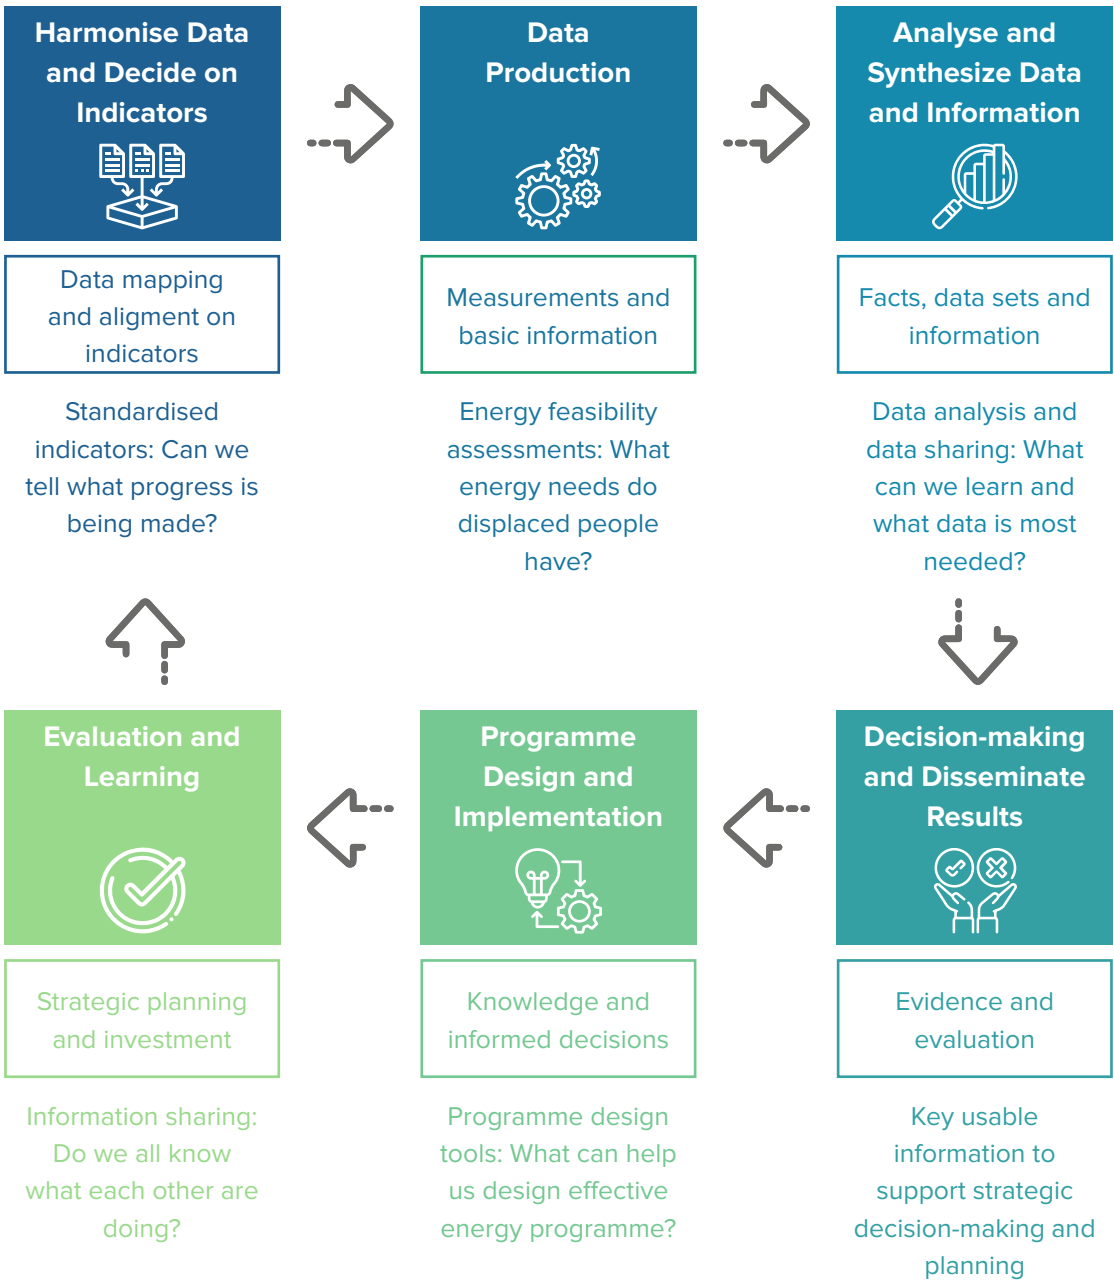 Harmonise Data
and Decide on
Indicators
Data mapping
and aligment on
indicators
Standardised
indicators: Can we
tell what progress is
being made?
Data
Production
Measurements and
basic information
Energy feasibility
assessments: What
energy needs do
displaced people
have?
Analyse and
Synthesize Data
and Information
Facts, data sets and
information
Data analysis and
data sharing: What
can we learn and
what data is most
needed?
Decision-making
and Disseminate
Results
Evidence and
evaluation
Key usable
information to
support strategic
decision-making and
planning
Programme
Design and
Implementation
Knowledge and
informed decisions
Programme design
tools: What can help
us design effective
energy programme?
Evaluation and
Learning
Strategic planning
and investment
Information sharing:
Do we all know
what each other are
doing?